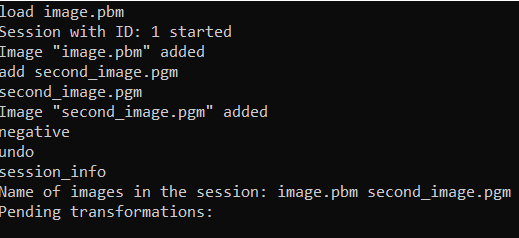 load image.pbm
Session with ID: 1 started
Image "image.pbm" added
add second_image.pgm
second_image.pgm
Image "second_image.pgm" added
negative
undo
session_info
Name of images in the session: image.pbm second_image.pgm
Pending transformations: